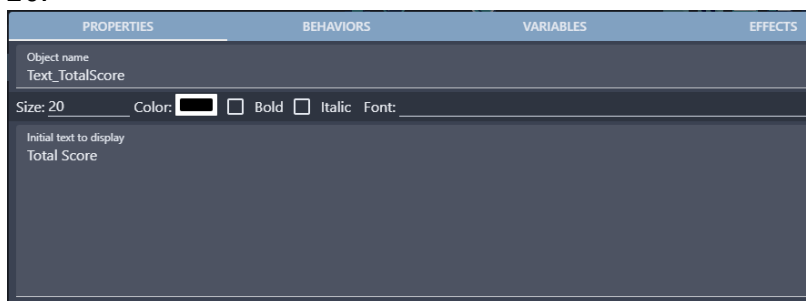 PROPERTIES BEHAVIORS VARIABLES EFFECTS
Object name
Text_TotalScore
Size: 20 Color: Bold Italic Font:
Initial text to display
Total Score